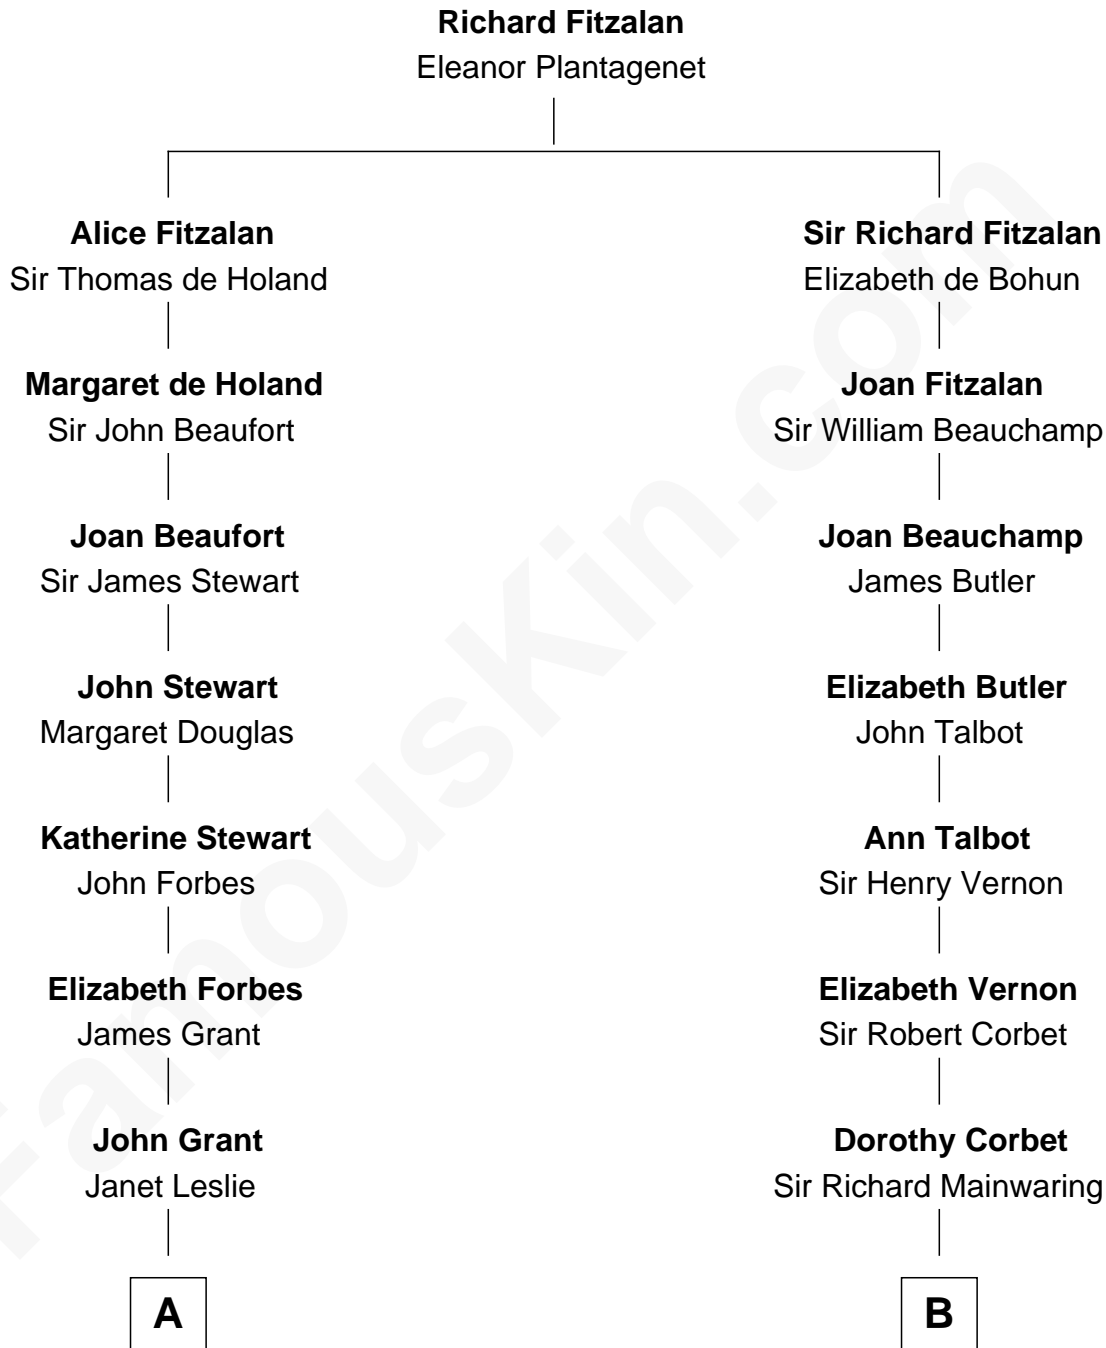 Richard Fitzalan
Eleanor Plantagenet
Alice Fitzalan
Sir Thomas de Holand
Sir Richard Fitzalan
Elizabeth de Bohun
Margaret de Holand
Sir John Beaufort
Joan Fitzalan
Sir William Beauchamp
Joan Beaufort
Sir James Stewart
Joan Beauchamp
James Butler
John Stewart
Margaret Douglas
Elizabeth Butler
John Talbot
Katherine Stewart
John Forbes
Ann Talbot
Sir Henry Vernon
Elizabeth Forbes
James Grant
Elizabeth Vernon
Sir Robert Corbet
John Grant
Janet Leslie
Dorothy Corbet
Sir Richard Mainwaring
A
B
FamousKin.com